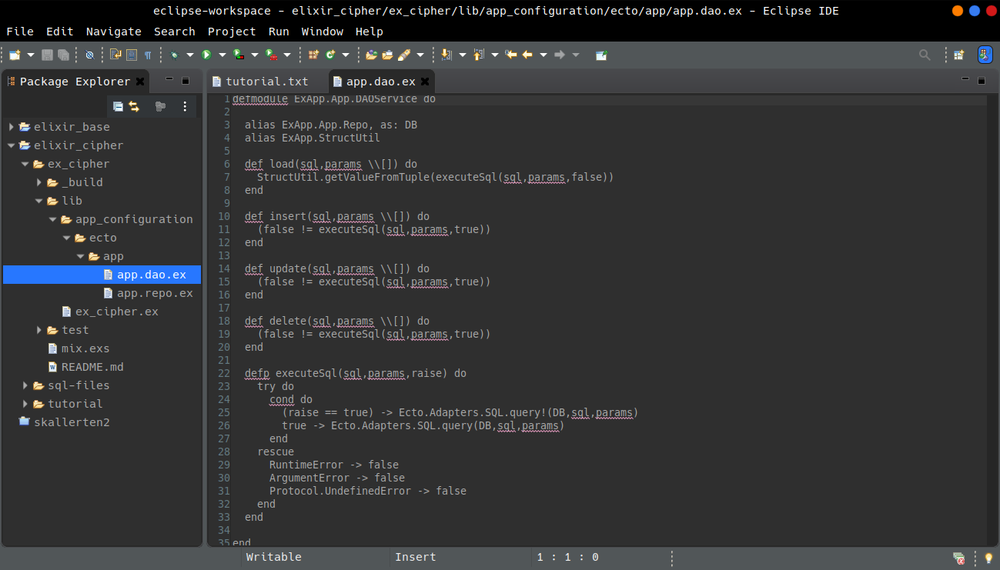 eclipse-workspace - elixir_cipher/ex_cipher/lib/app_configuration/ecto/app/app.dao.ex - Eclipse IDE
File Edit Navigate Search Project Run Window Help
Package Explorer
elixir_base
elixir_cipher
ex_cipher
_build
lib
app_configuration
ecto
app
app.dao.ex
app.repo.ex
ex_cipher.ex
test
mix.exs
README.md
sql-files
tutorial
skallerten2
tutorial.txt app.dao.ex
1 defmodule ExApp.App.DAOService do
2
3   alias ExApp.App.Repo, as: DB
4   alias ExApp.StructUtil
5
6   def load(sql,params \\[]) do
7     StructUtil.getValueFromTuple(executeSql(sql,params,false))
8   end
9
10   def insert(sql,params \\[]) do
11     (false != executeSql(sql,params,true))
12   end
13
14   def update(sql,params \\[]) do
15     (false != executeSql(sql,params,true))
16   end
17
18   def delete(sql,params \\[]) do
19     (false != executeSql(sql,params,true))
20   end
21
22   defp executeSql(sql,params,raise) do
23     try do
24       cond do
25         (raise == true) -> Ecto.Adapters.SQL.query!(DB,sql,params)
26         true -> Ecto.Adapters.SQL.query(DB,sql,params)
27       end
28     rescue
29       RuntimeError -> false
30       ArgumentError -> false
31       Protocol.UndefinedError -> false
32     end
33   end
34
35 end
Writable Insert 1 : 1 : 0